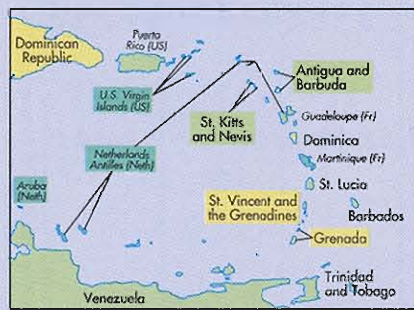 Dominican
Republic
Puerto
Rico (US)
U.S. Virgin
Islands (US)
Antigua and
Barbuda
St. Kitts
and Nevis
Guadeloupe (Fr)
Dominica
Netherlands
Antilles (Neth)
Martinique (Fr)
Aruba
(Neth)
St. Lucia
St. Vincent and
the Grenadines
Barbados
Grenada
Trinidad
and Tobago
Venezuela